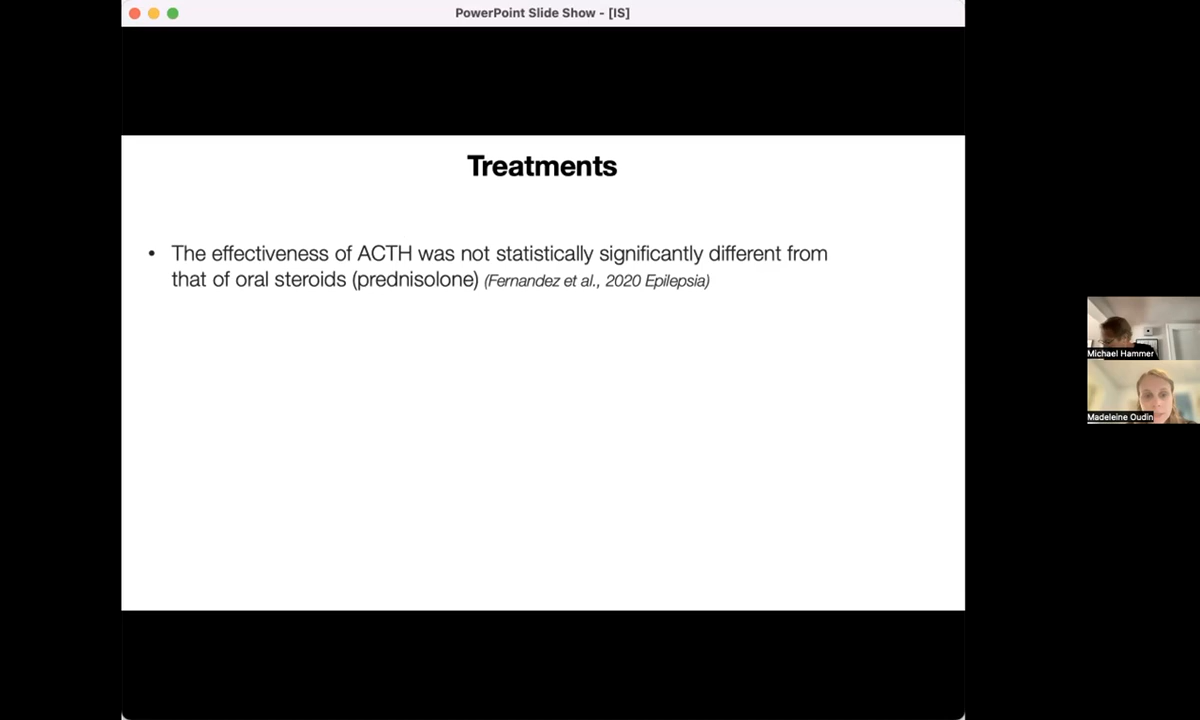 PowerPoint Slide Show - [IS]
Treatments
• The effectiveness of ACTH was not statistically significantly different from
that of oral steroids (prednisolone) (Fernandez et al., 2020 Epilepsia)
Michael Hammer
Madeleine Oudin